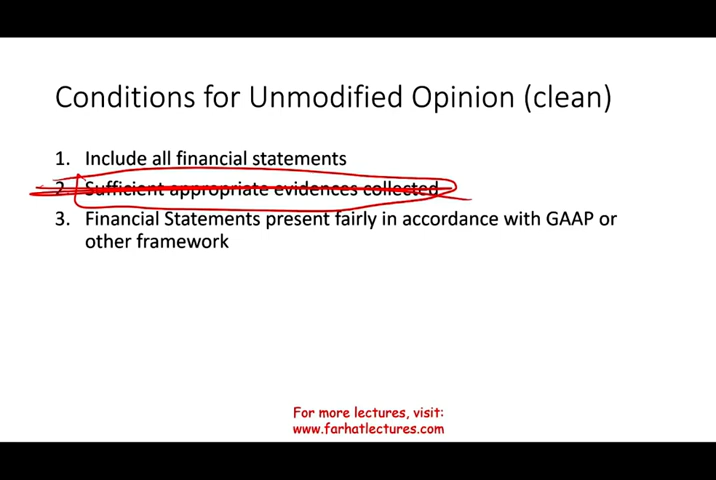 Conditions for Unmodified Opinion (clean)
1. Include all financial statements
2. Sufficient appropriate evidences collected
3. Financial Statements present fairly in accordance with GAAP or
other framework
For more lectures, visit:
www.farhatlectures.com